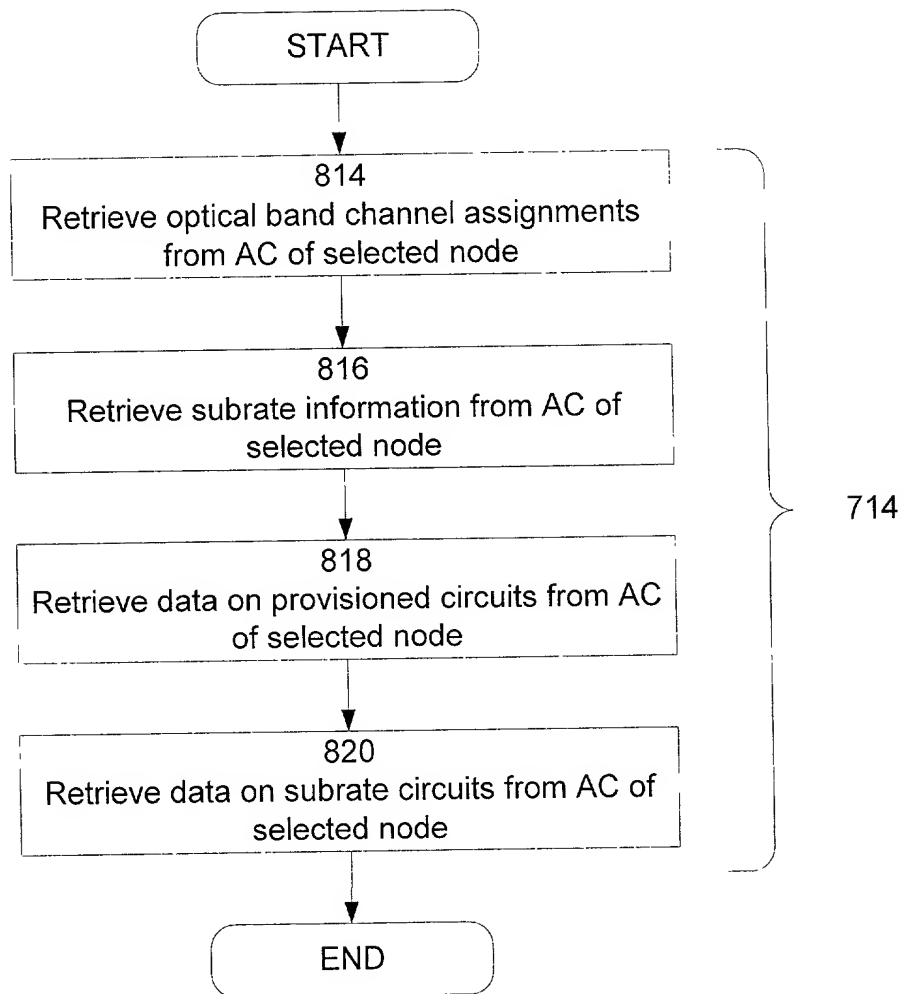 START
814
Retrieve optical band channel assignments
from AC of selected node
816
Retrieve subrate information from AC of
selected node
714
818
Retrieve data on provisioned circuits from AC
of selected node
820
Retrieve data on subrate circuits from AC of
selected node
END